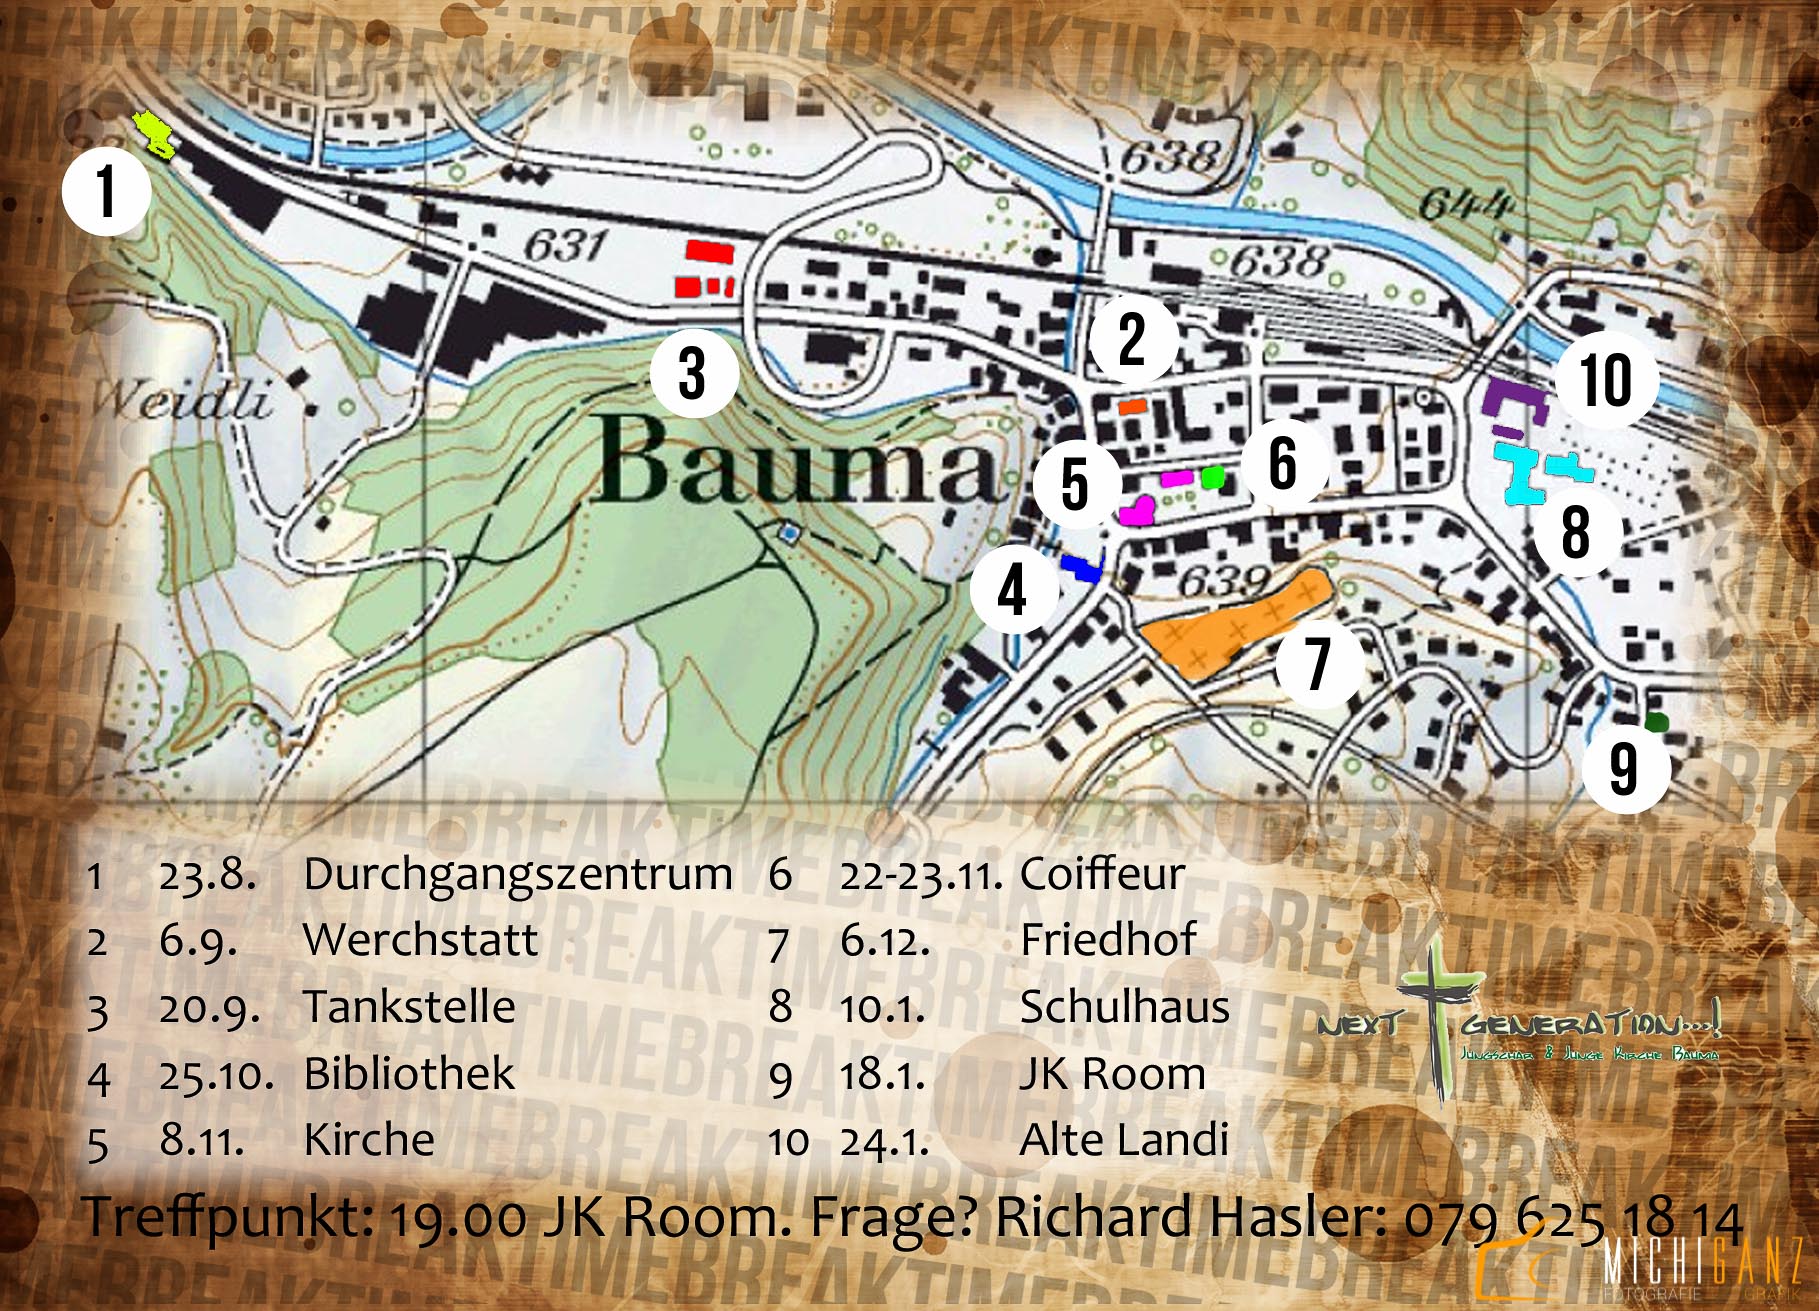 BREAKTIMEBREAKTIMEBREAKTIMEBREAKTIME
638
644
631
638
1
2
Weidli
3
10
Bauma
5
6
8
4
639
7
9
1 23.8. Durchgangszentrum 6 22-23.11. Coiffeur
2 6.9. Werchstatt 7 6.12. Friedhof
3 20.9. Tankstelle 8 10.1. Schulhaus
4 25.10. Bibliothek 9 18.1. JK Room
5 8.11. Kirche 10 24.1. Alte Landi
NEXT GENERATION...!
Jungschar & Junge Kirche Bauma
Treffpunkt: 19.00 JK Room. Frage? Richard Hasler: 079 625 18 14
MICHIGANZ
FOTOGRAFIE GRAFIK